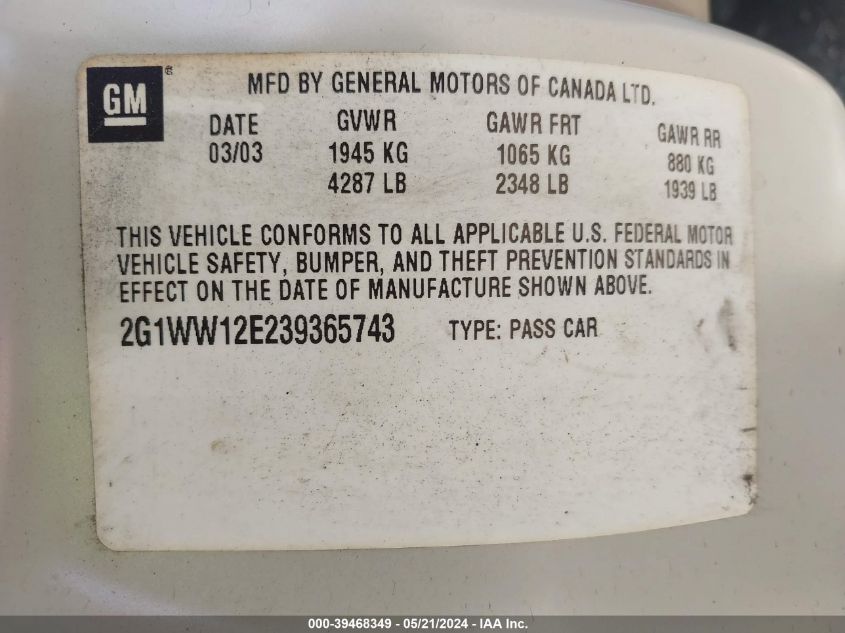 GM ® MFD BY GENERAL MOTORS OF CANADA LTD.
DATE GVWR GAWR FRT GAWR RR
03/03 1945 KG 1065 KG 880 KG
4287 LB 2348 LB 1939 LB
THIS VEHICLE CONFORMS TO ALL APPLICABLE U.S. FEDERAL MOTOR
VEHICLE SAFETY, BUMPER, AND THEFT PREVENTION STANDARDS IN
EFFECT ON THE DATE OF MANUFACTURE SHOWN ABOVE.
2G1WW12E239365743 TYPE: PASS CAR
000-39468349 - 05/21/2024 - IAA Inc.